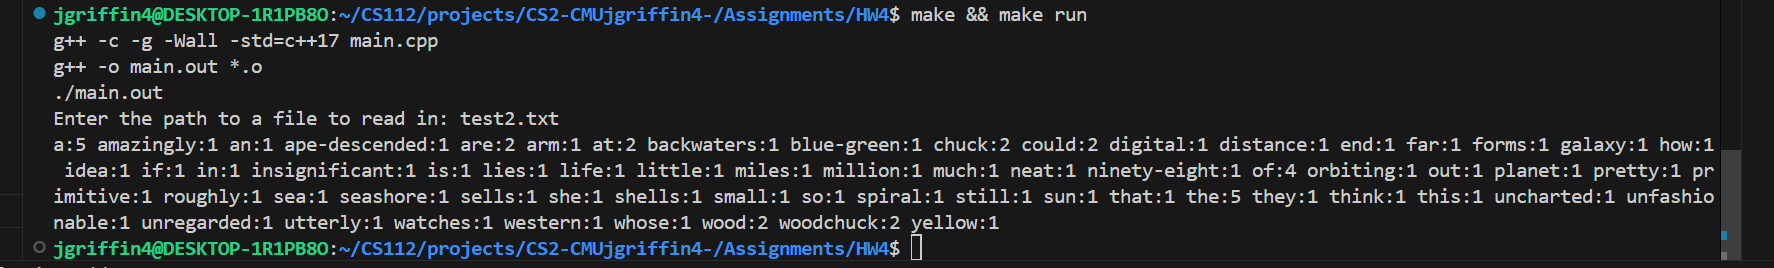 jgriffin4@DESKTOP-1R1PB8O:~/CS112/projects/CS2-CMUjgriffin4-/Assignments/HW4$ make && make run
g++ -c -g -Wall -std=c++17 main.cpp
g++ -o main.out *.o
./main.out
Enter the path to a file to read in: test2.txt
a:5 amazingly:1 an:1 ape-descended:1 are:2 arm:1 at:2 backwaters:1 blue-green:1 chuck:2 could:2 digital:1 distance:1 end:1 far:1 forms:1 galaxy:1 how:1
 idea:1 if:1 in:1 insignificant:1 is:1 lies:1 life:1 little:1 miles:1 million:1 much:1 neat:1 ninety-eight:1 of:4 orbiting:1 out:1 planet:1 pretty:1 pr
imitive:1 roughly:1 sea:1 seashore:1 sells:1 she:1 shells:1 small:1 so:1 spiral:1 still:1 sun:1 that:1 the:5 they:1 think:1 this:1 uncharted:1 unfashio
nable:1 unregarded:1 utterly:1 watches:1 western:1 whose:1 wood:2 woodchuck:2 yellow:1
jgriffin4@DESKTOP-1R1PB8O:~/CS112/projects/CS2-CMUjgriffin4-/Assignments/HW4$